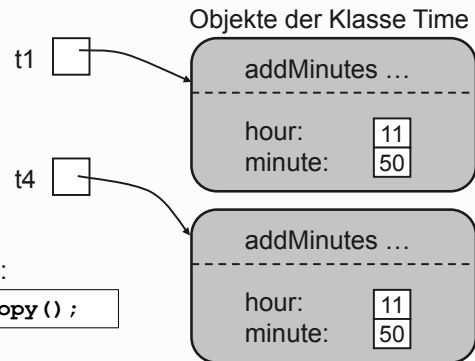 Objekte der Klasse Time
t1
addMinutes …
hour: 11
minute: 50
t4
addMinutes …
hour: 11
minute: 50
:
opy();